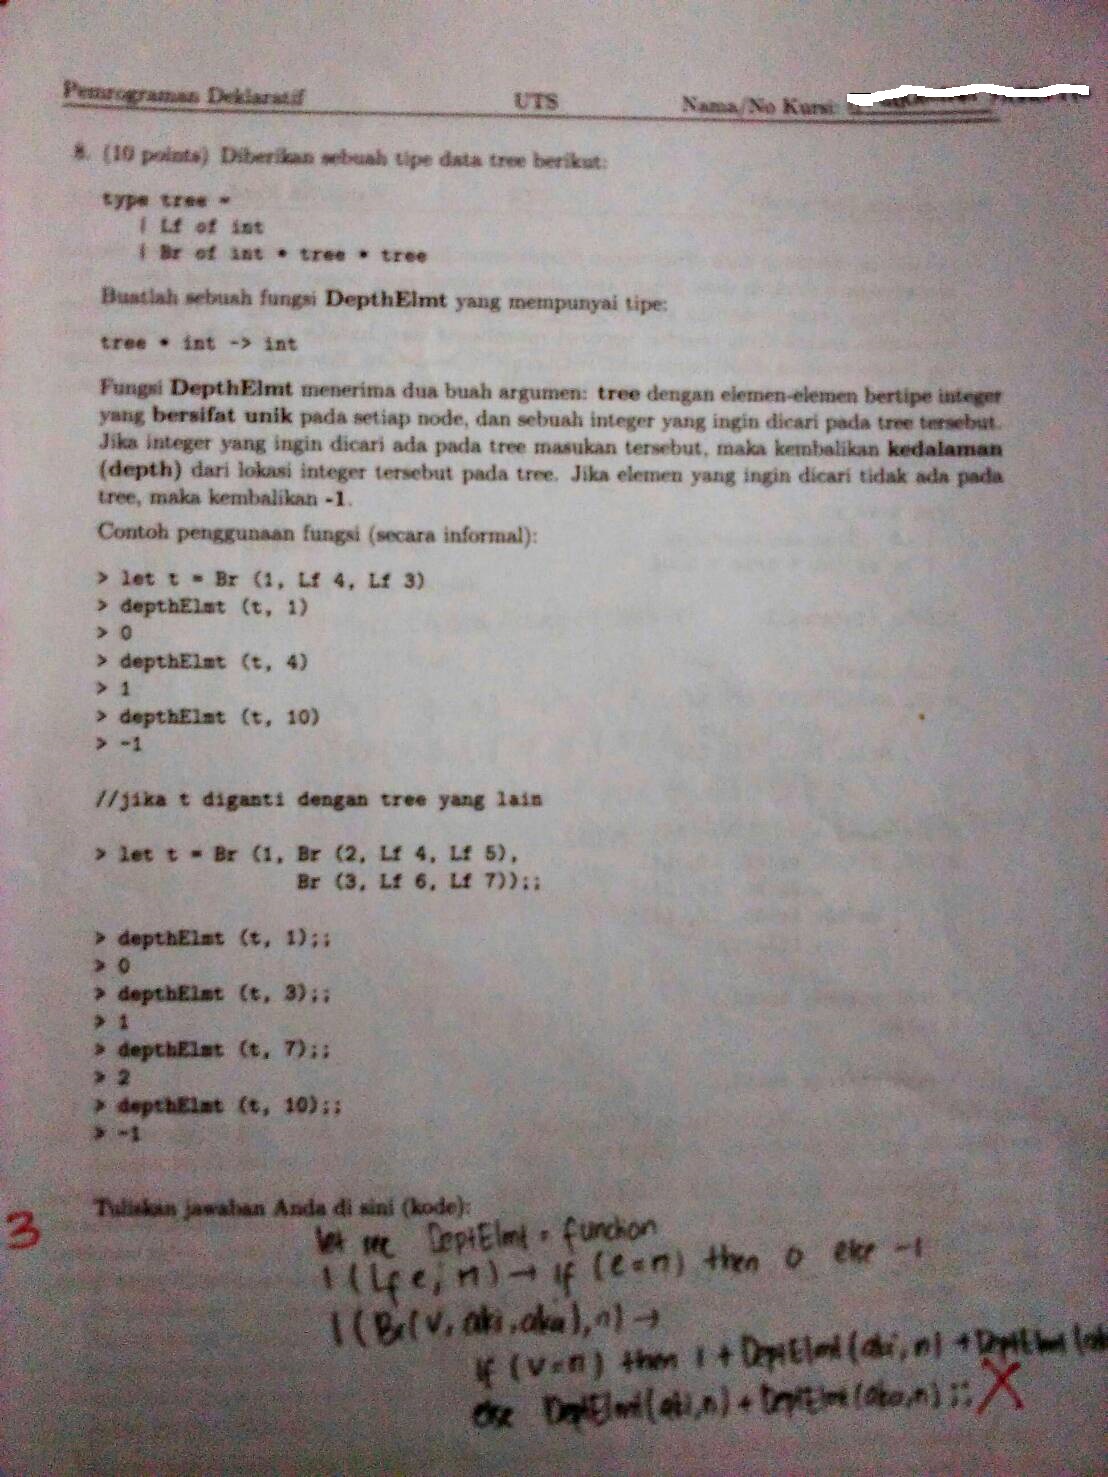 Pemrograman Deklaratif UTS Nama/No Kursi:
8. (10 points) Diberikan sebuah tipe data tree berikut:
type tree =
| Lf of int
| Br of int * tree * tree
Buatlah sebuah fungsi DepthElmt yang mempunyai tipe:
tree * int -> int
Fungsi DepthElmt menerima dua buah argumen: tree dengan elemen-elemen bertipe integer
yang bersifat unik pada setiap node, dan sebuah integer yang ingin dicari pada tree tersebut.
Jika integer yang ingin dicari ada pada tree masukan tersebut, maka kembalikan kedalaman
(depth) dari lokasi integer tersebut pada tree. Jika elemen yang ingin dicari tidak ada pada
tree, maka kembalikan -1.
Contoh penggunaan fungsi (secara informal):
> let t = Br (1, Lf 4, Lf 3)
> depthElmt (t, 1)
> 0
> depthElmt (t, 4)
> 1
> depthElmt (t, 10)
> -1
//jika t diganti dengan tree yang lain
> let t = Br (1, Br (2, Lf 4, Lf 5),
Br (3, Lf 6, Lf 7));;
> depthElmt (t, 1);;
> 0
> depthElmt (t, 3);;
> 1
> depthElmt (t, 7);;
> 2
> depthElmt (t, 10);;
> -1
Tuliskan jawaban Anda di sini (kode):
3
let rec DeptElmt = function
| (Lf e, n) → if (e=n) then 0 else -1
| (Br(v, aki, aka), n) →
if (v=n) then 1 + DeptElmt(aki, n) + DeptElmt
else DeptElmt(aki, n) + DeptElmt(aka, n);; X